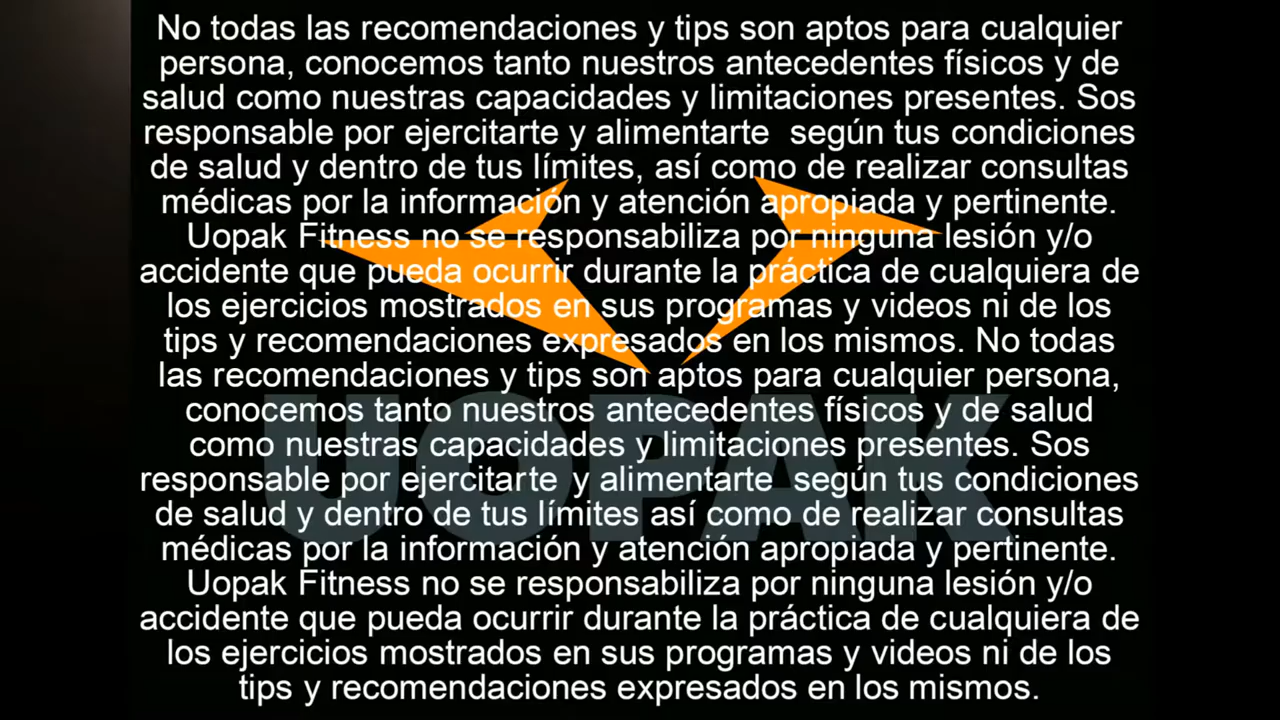 No todas las recomendaciones y tips son aptos para cualquier
persona, conocemos tanto nuestros antecedentes físicos y de
salud como nuestras capacidades y limitaciones presentes. Sos
responsable por ejercitarte y alimentarte  según tus condiciones
de salud y dentro de tus límites, así como de realizar consultas
médicas por la información y atención apropiada y pertinente.
Uopak Fitness no se responsabiliza por ninguna lesión y/o
accidente que pueda ocurrir durante la práctica de cualquiera de
los ejercicios mostrados en sus programas y videos ni de los
tips y recomendaciones expresados en los mismos. No todas
las recomendaciones y tips son aptos para cualquier persona,
conocemos tanto nuestros antecedentes físicos y de salud
como nuestras capacidades y limitaciones presentes. Sos
responsable por ejercitarte y alimentarte  según tus condiciones
de salud y dentro de tus límites así como de realizar consultas
médicas por la información y atención apropiada y pertinente.
Uopak Fitness no se responsabiliza por ninguna lesión y/o
accidente que pueda ocurrir durante la práctica de cualquiera de
los ejercicios mostrados en sus programas y videos ni de los
tips y recomendaciones expresados en los mismos.
UOPAK